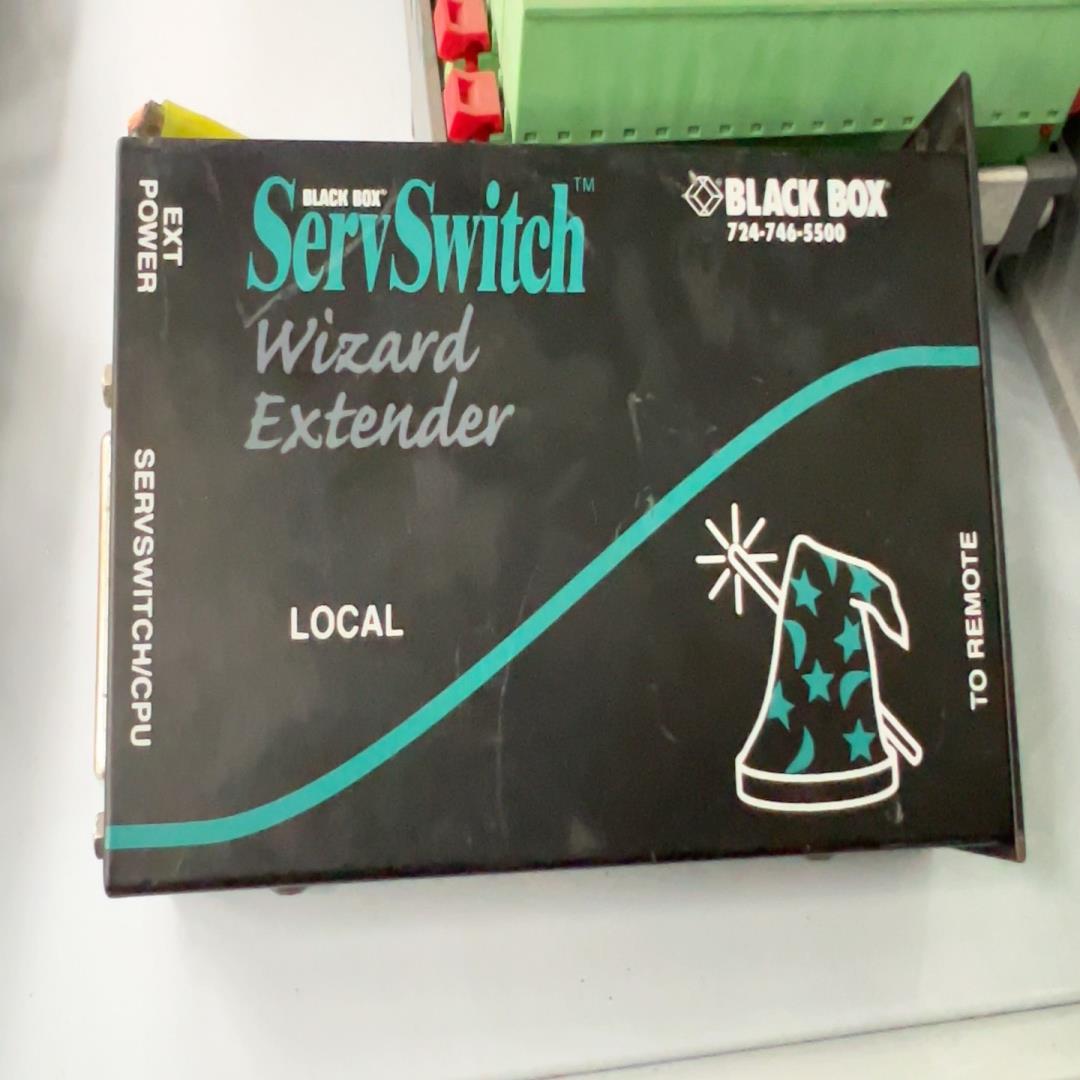 EXT
POWER
BLACK BOX®
ServSwitch™
BLACK BOX®
724-746-5500
Wizard
Extender
SERVSWITCH/CPU
LOCAL
TO REMOTE